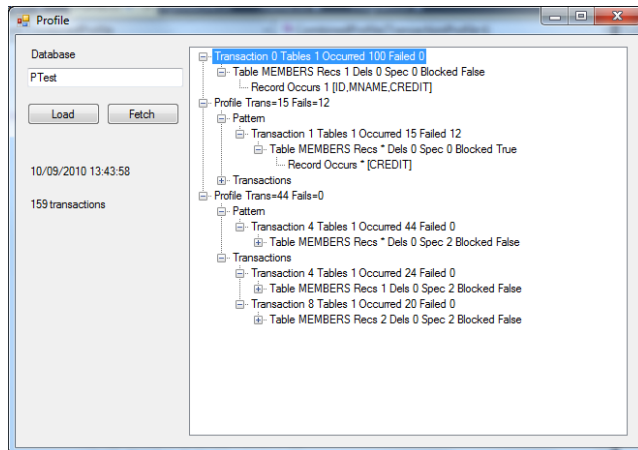 Profile
Database
PTest
Load
Fetch
10/09/2010 13:43:58
159 transactions
Transaction 0 Tables 1 Occurred 100 Failed 0
Table MEMBERS Recs 1 Dels 0 Spec 0 Blocked False
Record Occurs 1 [ID,MNAME,CREDIT]
Profile Trans=15 Fails=12
Pattern
Transaction 1 Tables 1 Occurred 15 Failed 12
Table MEMBERS Recs * Dels 0 Spec 0 Blocked True
Record Occurs * [CREDIT]
Transactions
Profile Trans=44 Fails=0
Pattern
Transaction 4 Tables 1 Occurred 44 Failed 0
Table MEMBERS Recs * Dels 0 Spec 2 Blocked False
Transactions
Transaction 4 Tables 1 Occurred 24 Failed 0
Table MEMBERS Recs 1 Dels 0 Spec 2 Blocked False
Transaction 8 Tables 1 Occurred 20 Failed 0
Table MEMBERS Recs 2 Dels 0 Spec 2 Blocked False